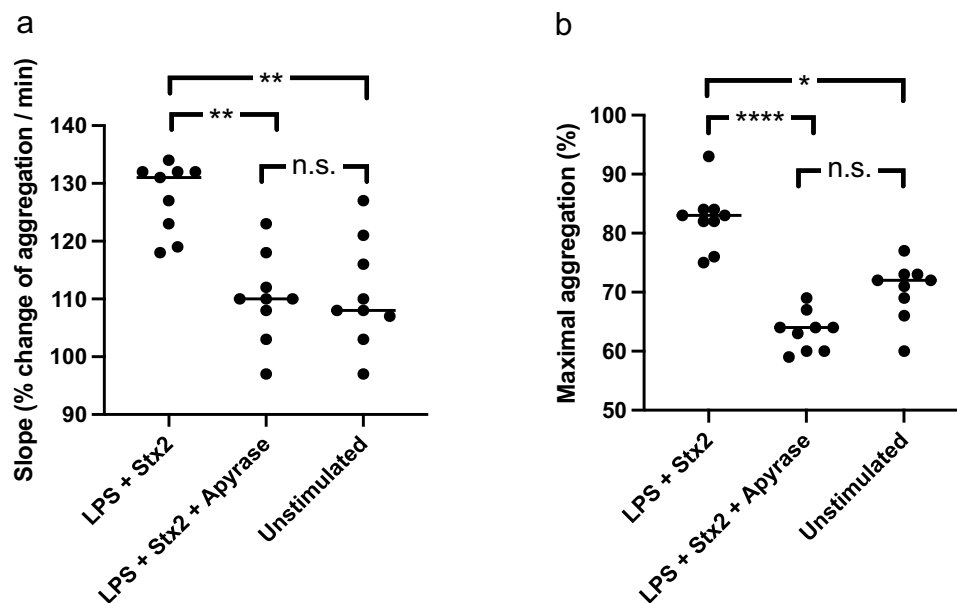 a
Slope (% change of aggregation / min)
140
130
120
110
100
90
**
**
n.s.
LPS + Stx2
LPS + Stx2 + Apyrase
Unstimulated
b
Maximal aggregation (%)
100
90
80
70
60
50
*
****
n.s.
LPS + Stx2
LPS + Stx2 + Apyrase
Unstimulated